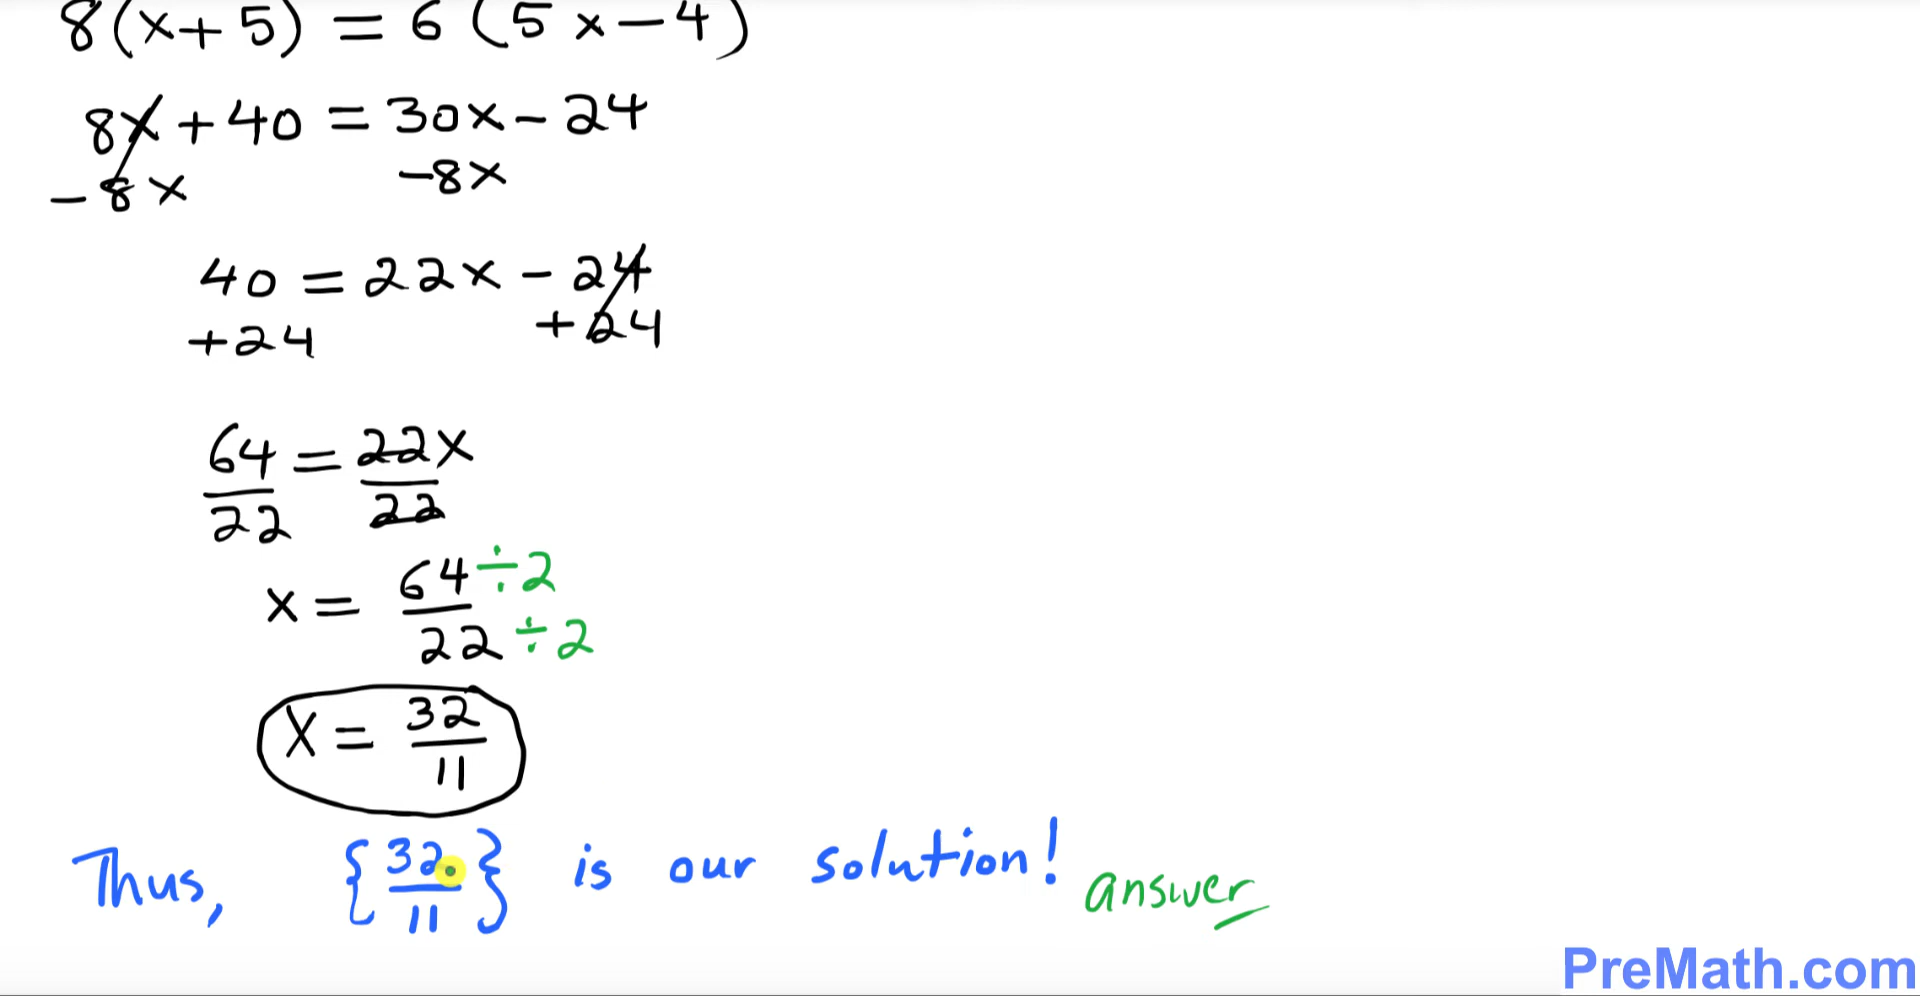 8(x+5) = 6(5x-4)
8x+40 = 30x-24
-8x -8x
40 = 22x-24
+24 +24
64/22 = 22x/22
x = 64÷2/22÷2
x = 32/11
Thus, {32/11} is our solution! answer
PreMath.com